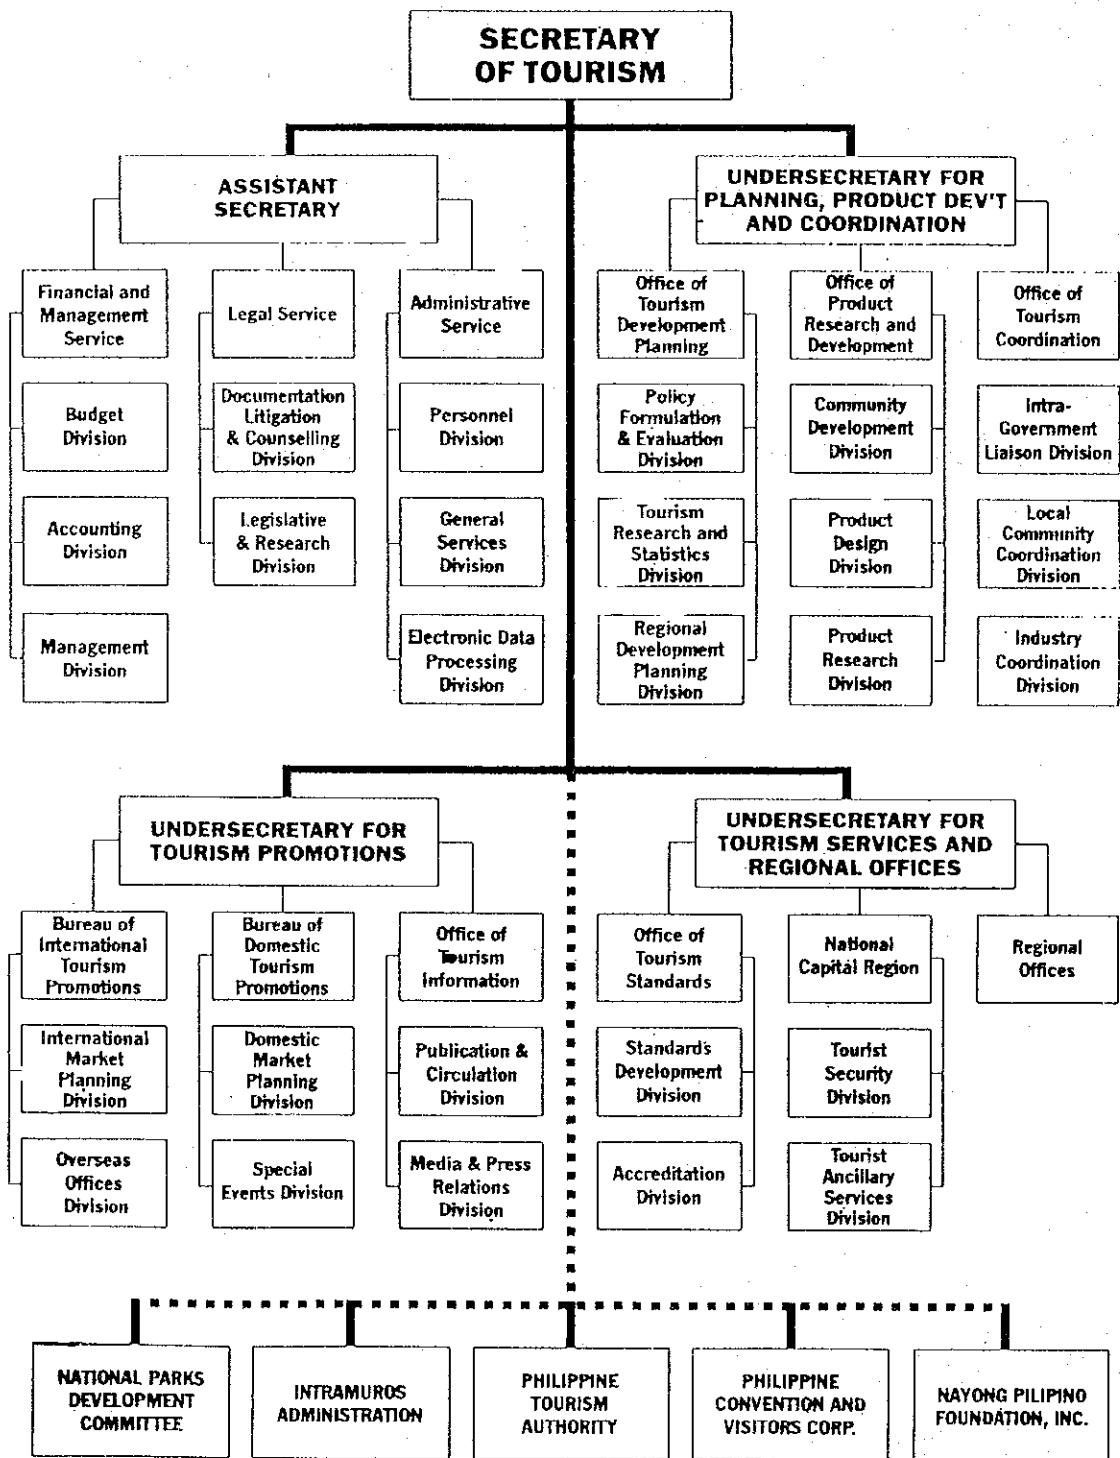 SECRETARY
OF TOURISM
ASSISTANT
SECRETARY
UNDERSECRETARY FOR
PLANNING, PRODUCT DEV'T
AND COORDINATION
Financial and
Management
Service
Legal Service
Administrative
Service
Office of
Tourism
Development
Planning
Office of
Product
Research and
Development
Office of
Tourism
Coordination
Budget
Division
Documentation
Litigation
& Counselling
Division
Personnel
Division
Policy
Formulation
& Evaluation
Division
Community
Development
Division
Intra-
Government
Liaison Division
Accounting
Division
Legislative
& Research
Division
General
Services
Division
Tourism
Research and
Statistics
Division
Product
Design
Division
Local
Community
Coordination
Division
Management
Division
Electronic Data
Processing
Division
Regional
Development
Planning
Division
Product
Research
Division
Industry
Coordination
Division
UNDERSECRETARY FOR
TOURISM PROMOTIONS
UNDERSECRETARY FOR
TOURISM SERVICES AND
REGIONAL OFFICES
Bureau of
International
Tourism
Promotions
Bureau of
Domestic
Tourism
Promotions
Office of
Tourism
Information
Office of
Tourism
Standards
National
Capital Region
Regional
Offices
International
Market
Planning
Division
Domestic
Market
Planning
Division
Publication &
Circulation
Division
Standards
Development
Division
Tourist
Security
Division
Overseas
Offices
Division
Special
Events Division
Media & Press
Relations
Division
Accreditation
Division
Tourist
Ancillary
Services
Division
NATIONAL PARKS
DEVELOPMENT
COMMITTEE
INTRAMUROS
ADMINISTRATION
PHILIPPINE
TOURISM
AUTHORITY
PHILIPPINE
CONVENTION AND
VISITORS CORP.
NAYONG PILIPINO
FOUNDATION, INC.